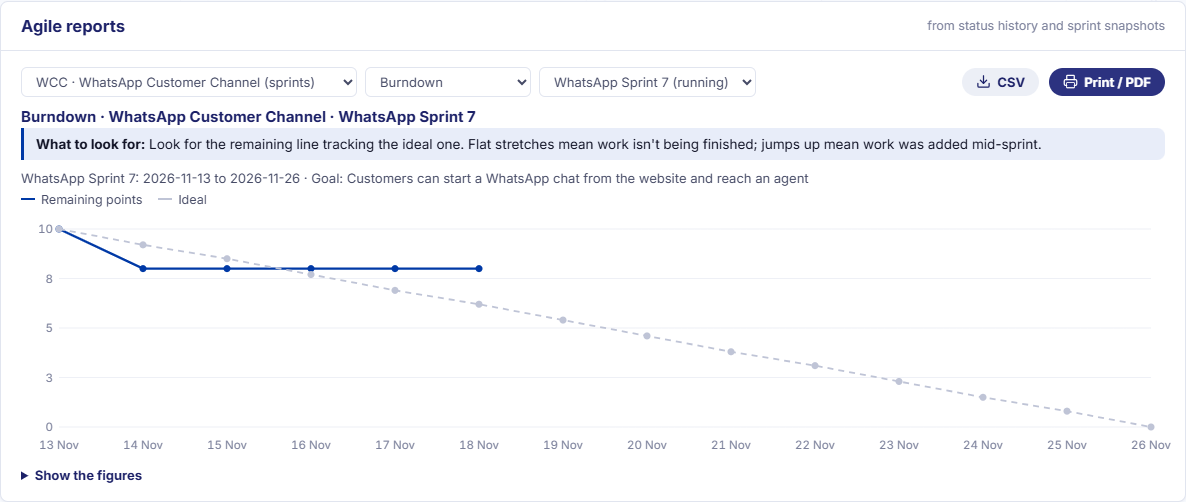 Agile reports
from status history and sprint snapshots
WCC · WhatsApp Customer Channel (sprints)
Burndown
WhatsApp Sprint 7 (running)
CSV
Print / PDF
Burndown · WhatsApp Customer Channel · WhatsApp Sprint 7
What to look for: Look for the remaining line tracking the ideal one. Flat stretches mean work isn't being finished; jumps up mean work was added mid-sprint.
WhatsApp Sprint 7: 2026-11-13 to 2026-11-26 · Goal: Customers can start a WhatsApp chat from the website and reach an agent
Remaining points
Ideal
10
8
5
3
0
13 Nov 14 Nov 15 Nov 16 Nov 17 Nov 18 Nov 19 Nov 20 Nov 21 Nov 22 Nov 23 Nov 24 Nov 25 Nov 26 Nov
Show the figures